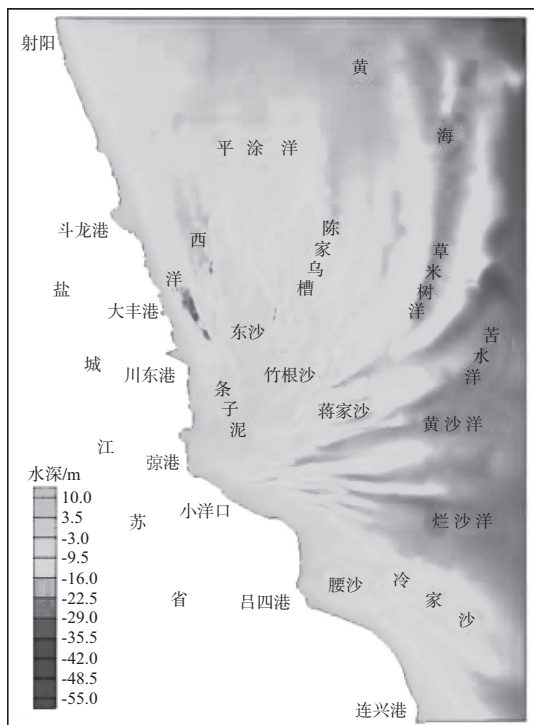 射阳
黄
海
平涂洋
斗龙港
西洋
陈家乌槽
草米树洋
盐城
大丰港
苦水洋
东沙
川东港
竹根沙
条子泥
蒋家沙
黄沙洋
江苏省
弶港
水深/m
10.0
3.5
-3.0
-9.5
-16.0
-22.5
-29.0
-35.5
-42.0
-48.5
-55.0
小洋口
烂沙洋
吕四港
腰沙
冷家沙
连兴港